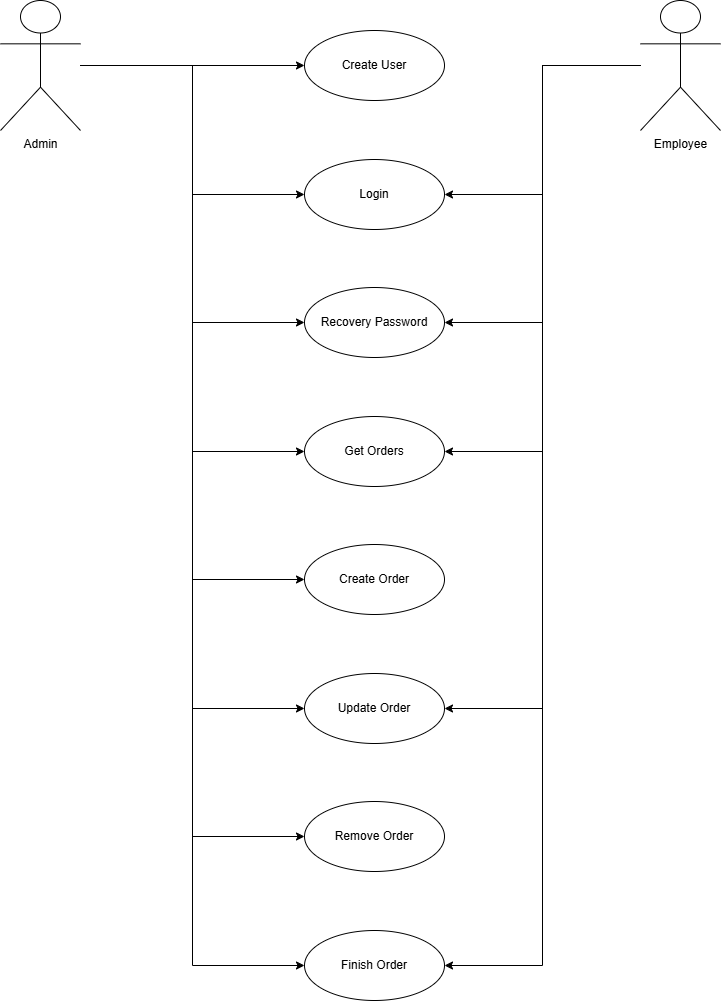 Admin
Employee
Create User
Login
Recovery Password
Get Orders
Create Order
Update Order
Remove Order
Finish Order